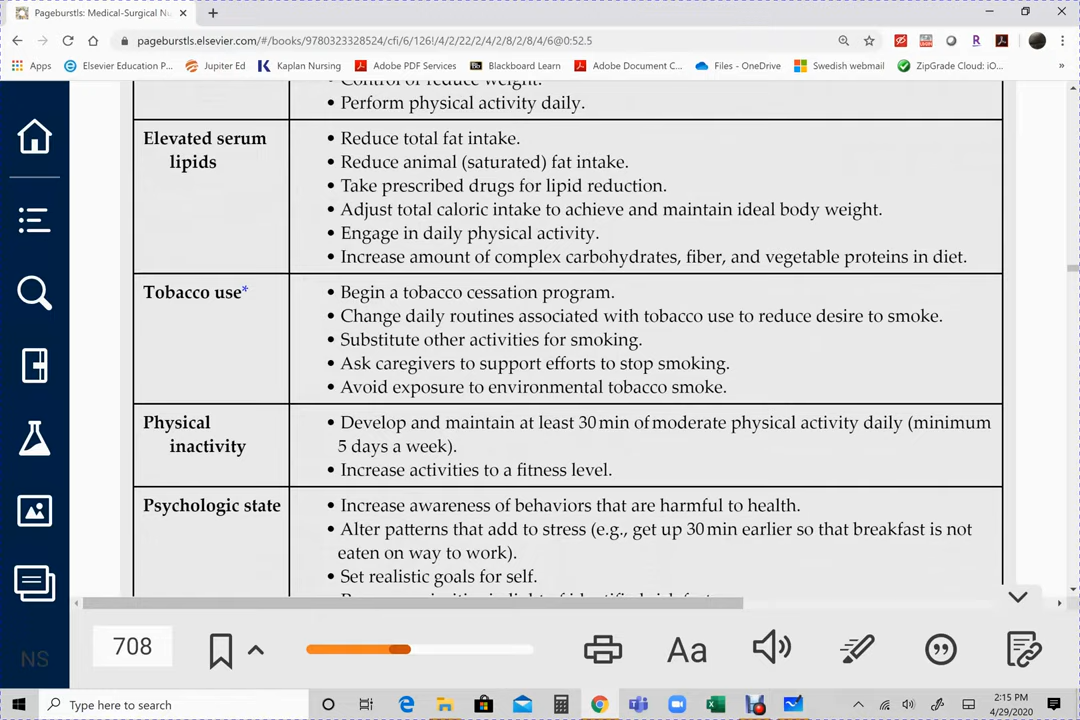 Pageburstls: Medical-Surgical Nu
pageburstls.elsevier.com/#/books/9780323328524/cfi/6/126!/4/2/22/2/4/2/8/2/8/4/6@0:52.5
Apps
Elsevier Education P...
Jupiter Ed
Kaplan Nursing
Adobe PDF Services
Bb
Blackboard Learn
Adobe Document C...
Files - OneDrive
Swedish webmail
ZipGrade Cloud: iO...
»
• Control or reduce weight.
• Perform physical activity daily.
Elevated serum
lipids
• Reduce total fat intake.
• Reduce animal (saturated) fat intake.
• Take prescribed drugs for lipid reduction.
• Adjust total caloric intake to achieve and maintain ideal body weight.
• Engage in daily physical activity.
• Increase amount of complex carbohydrates, fiber, and vegetable proteins in diet.
Tobacco use*
• Begin a tobacco cessation program.
• Change daily routines associated with tobacco use to reduce desire to smoke.
• Substitute other activities for smoking.
• Ask caregivers to support efforts to stop smoking.
• Avoid exposure to environmental tobacco smoke.
Physical
inactivity
• Develop and maintain at least 30 min of moderate physical activity daily (minimum
5 days a week).
• Increase activities to a fitness level.
Psychologic state
• Increase awareness of behaviors that are harmful to health.
• Alter patterns that add to stress (e.g., get up 30 min earlier so that breakfast is not
eaten on way to work).
• Set realistic goals for self.
NS
708
Aa
Type here to search
2:15 PM
4/29/2020